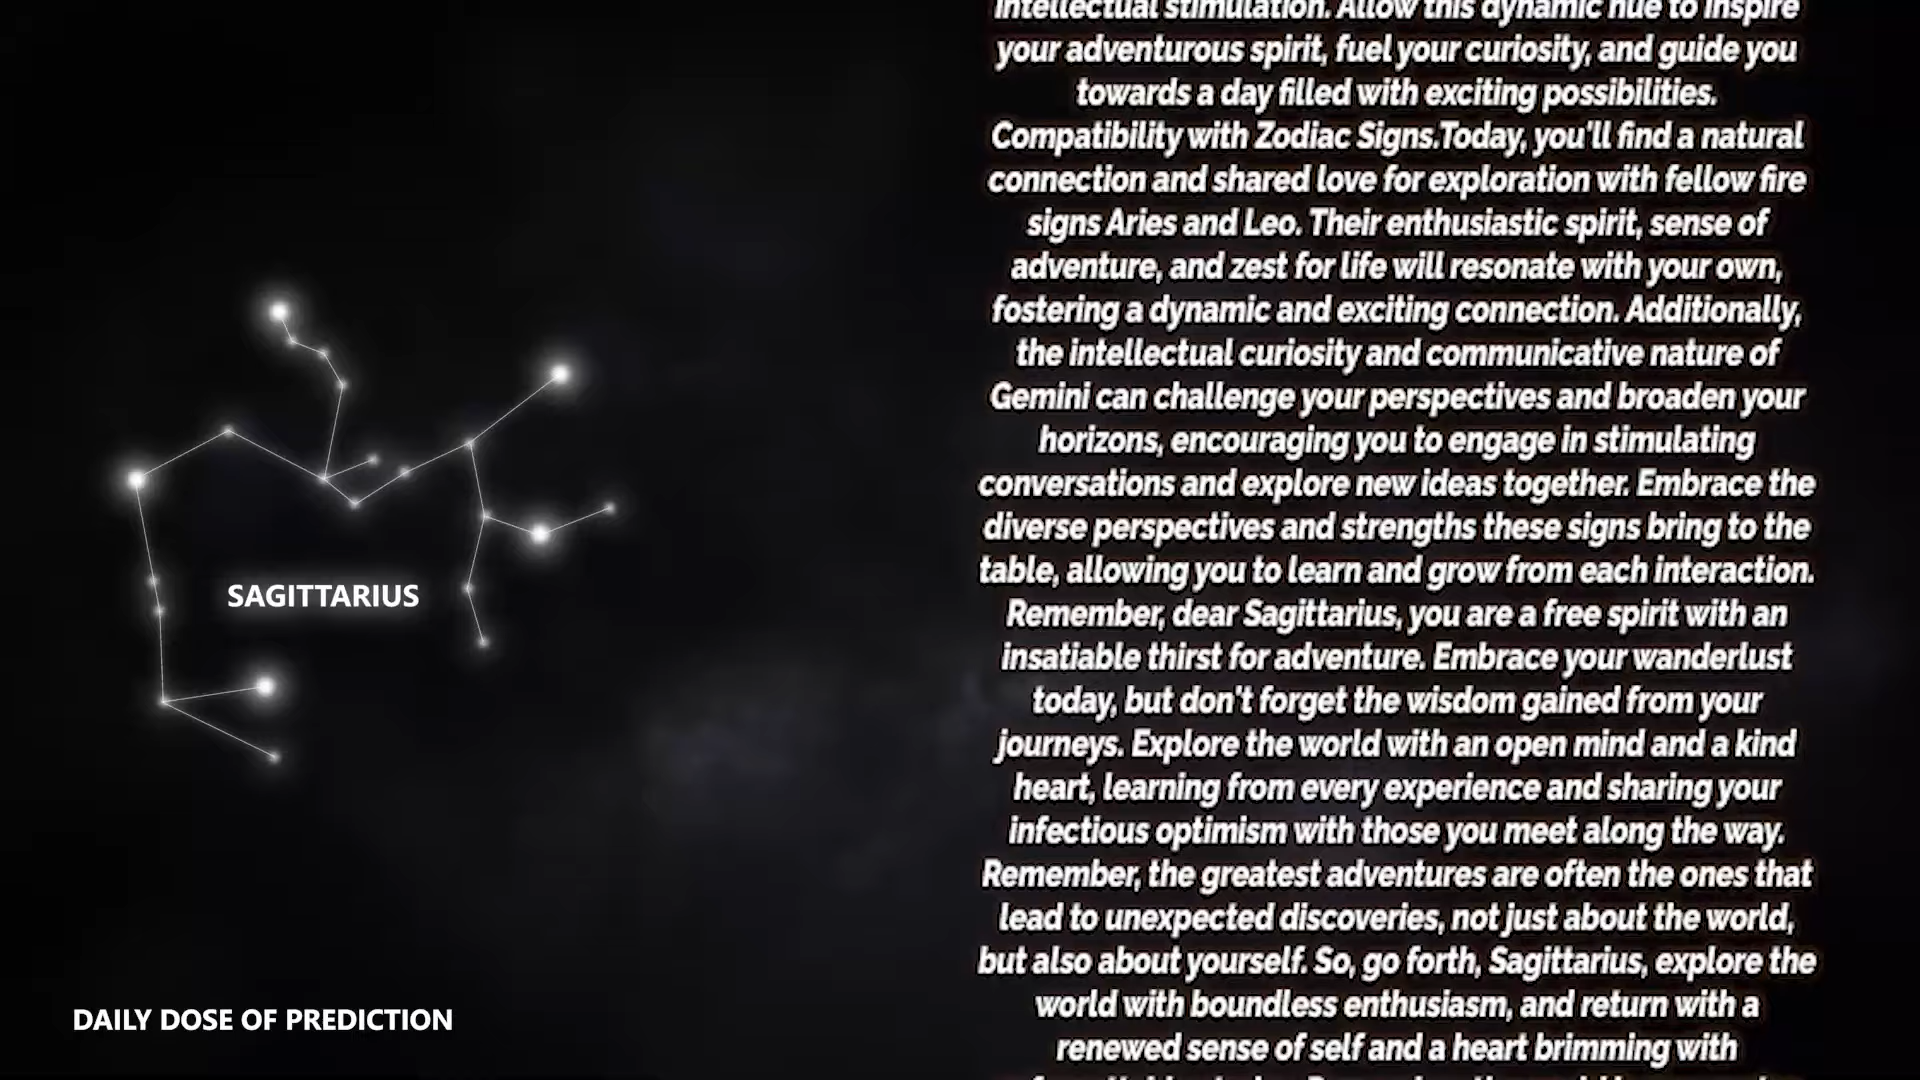 SAGITTARIUS
DAILY DOSE OF PREDICTION
intellectual stimulation. Allow this dynamic hue to inspire
your adventurous spirit, fuel your curiosity, and guide you
towards a day filled with exciting possibilities.
Compatibility with Zodiac Signs.Today, you'll find a natural
connection and shared love for exploration with fellow fire
signs Aries and Leo. Their enthusiastic spirit, sense of
adventure, and zest for life will resonate with your own,
fostering a dynamic and exciting connection. Additionally,
the intellectual curiosity and communicative nature of
Gemini can challenge your perspectives and broaden your
horizons, encouraging you to engage in stimulating
conversations and explore new ideas together. Embrace the
diverse perspectives and strengths these signs bring to the
table, allowing you to learn and grow from each interaction.
Remember, dear Sagittarius, you are a free spirit with an
insatiable thirst for adventure. Embrace your wanderlust
today, but don't forget the wisdom gained from your
journeys. Explore the world with an open mind and a kind
heart, learning from every experience and sharing your
infectious optimism with those you meet along the way.
Remember, the greatest adventures are often the ones that
lead to unexpected discoveries, not just about the world,
but also about yourself. So, go forth, Sagittarius, explore the
world with boundless enthusiasm, and return with a
renewed sense of self and a heart brimming with